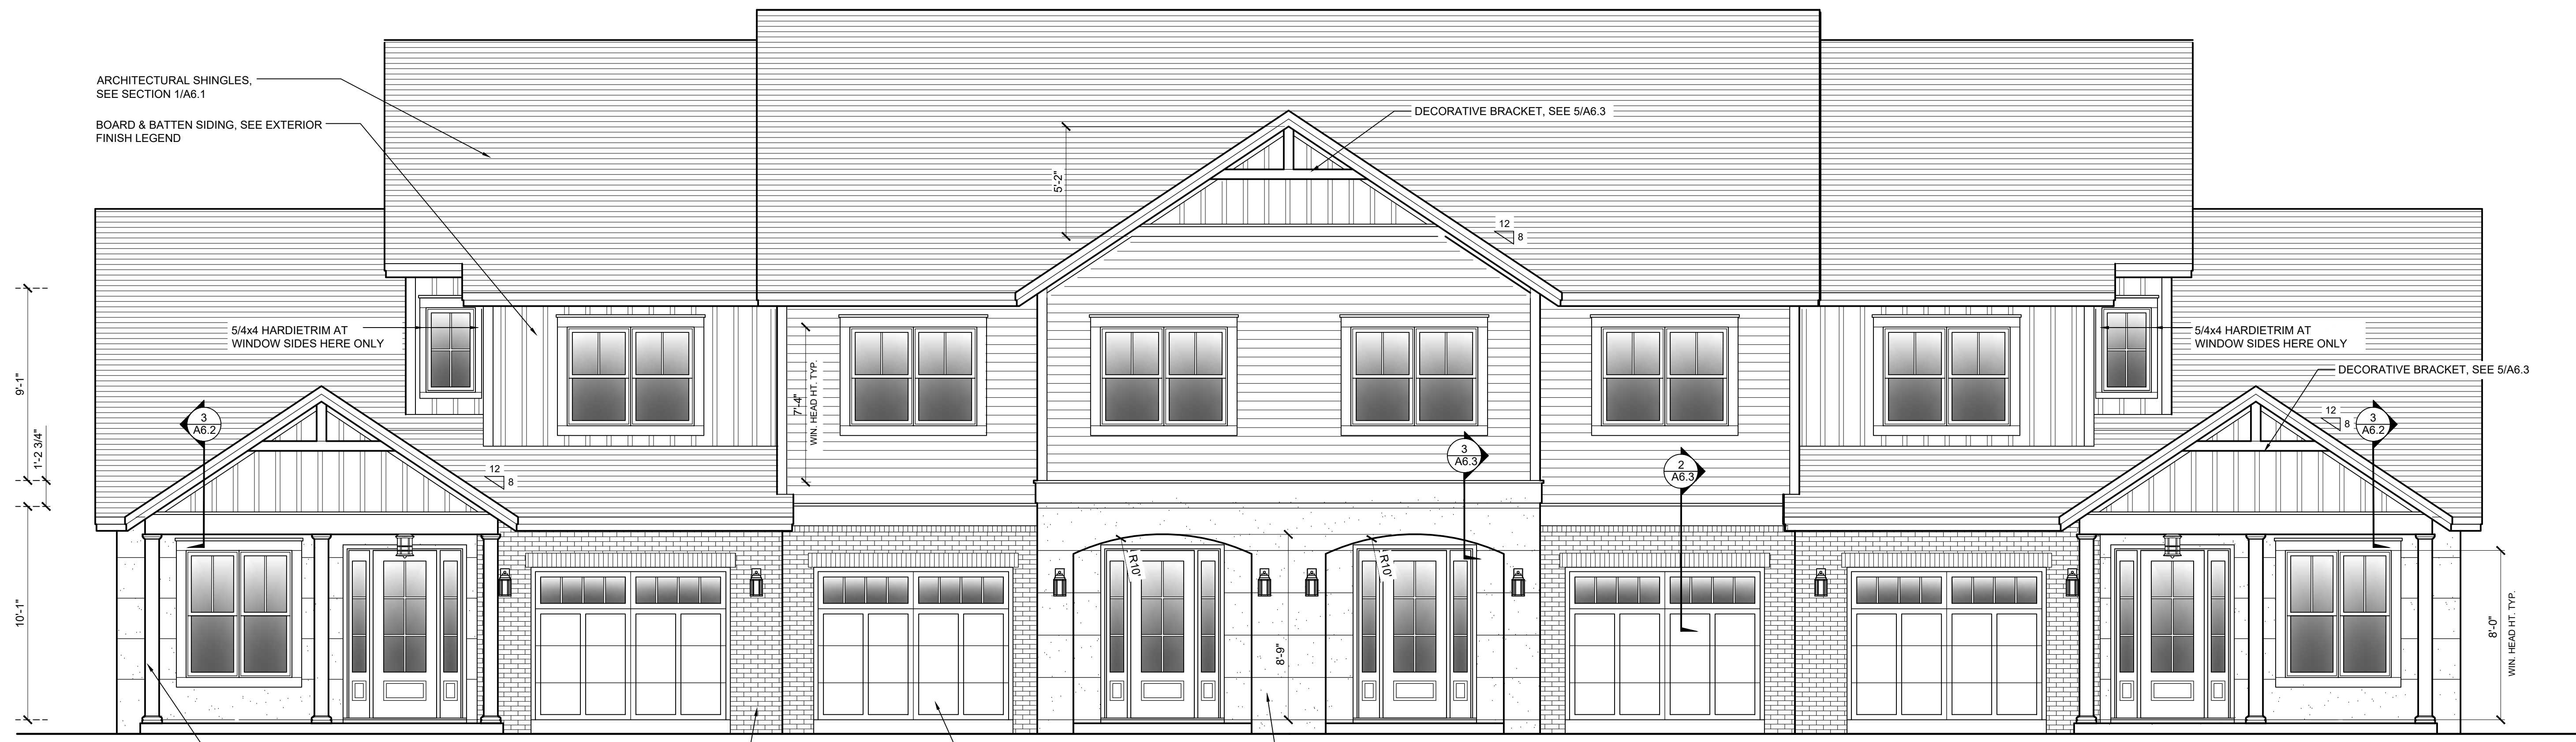 ARCHITECTURAL SHINGLES,
SEE SECTION 1/A6.1
BOARD & BATTEN SIDING, SEE EXTERIOR
FINISH LEGEND
DECORATIVE BRACKET, SEE 5/A6.3
5'-2"
12
8
5/4x4 HARDIETRIM AT
WINDOW SIDES HERE ONLY
5/4x4 HARDIETRIM AT
WINDOW SIDES HERE ONLY
DECORATIVE BRACKET, SEE 5/A6.3
9'-1"
1'-2 3/4"
10'-1"
3
A6.2
12
8
7'-4"
WIN. HEAD HT. TYP.
3
A6.3
2
A6.3
12
8
3
A6.2
R10'
R10'
8'-9"
8'-0"
WIN. HEAD HT. TYP.